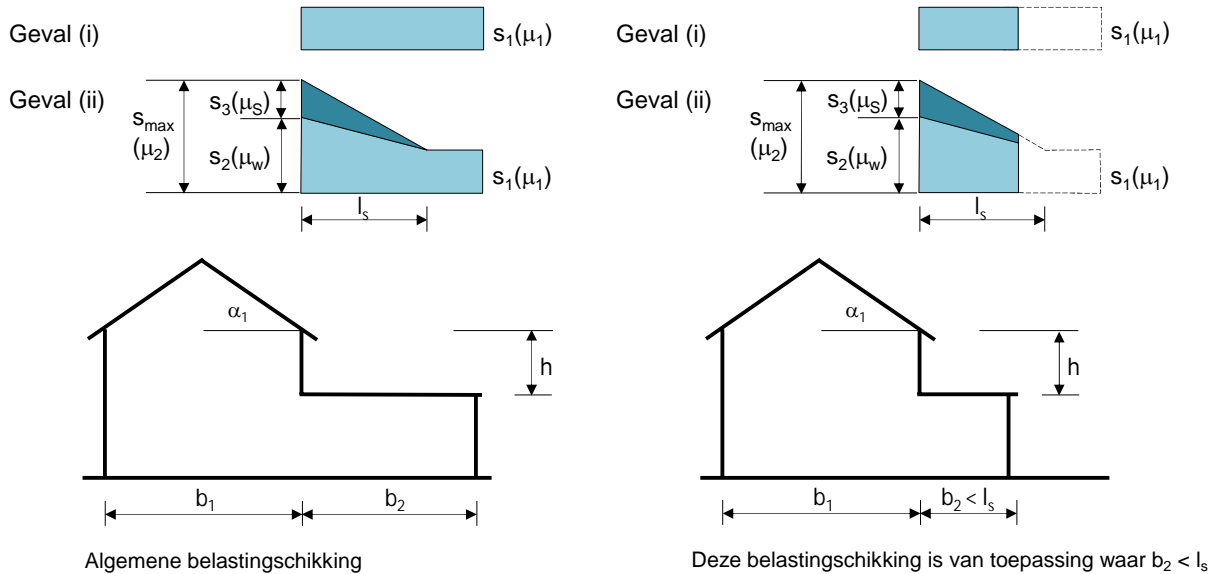 Geval (i)
s₁(μ₁)
Geval (ii)
s₃(μS)
smax
(μ₂)
s₂(μw)
s₁(μ₁)
ls
α₁
h
b₁
b₂
Algemene belastingschikking
Geval (i)
s₁(μ₁)
Geval (ii)
s₃(μS)
smax
(μ₂)
s₂(μw)
s₁(μ₁)
ls
α₁
h
b₁
b₂ < ls
Deze belastingschikking is van toepassing waar b₂ < ls